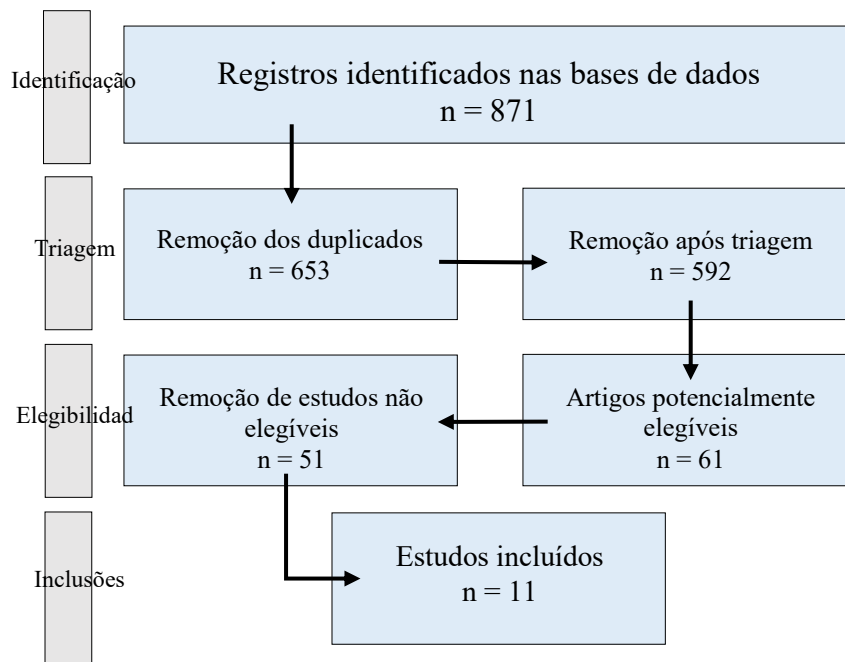 Identificação
Registros identificados nas bases de dados
n = 871
Triagem
Remoção dos duplicados
n = 653
Remoção após triagem
n = 592
Elegibilidad
Remoção de estudos não
elegíveis
n = 51
Artigos potencialmente
elegíveis
n = 61
Inclusões
Estudos incluídos
n = 11